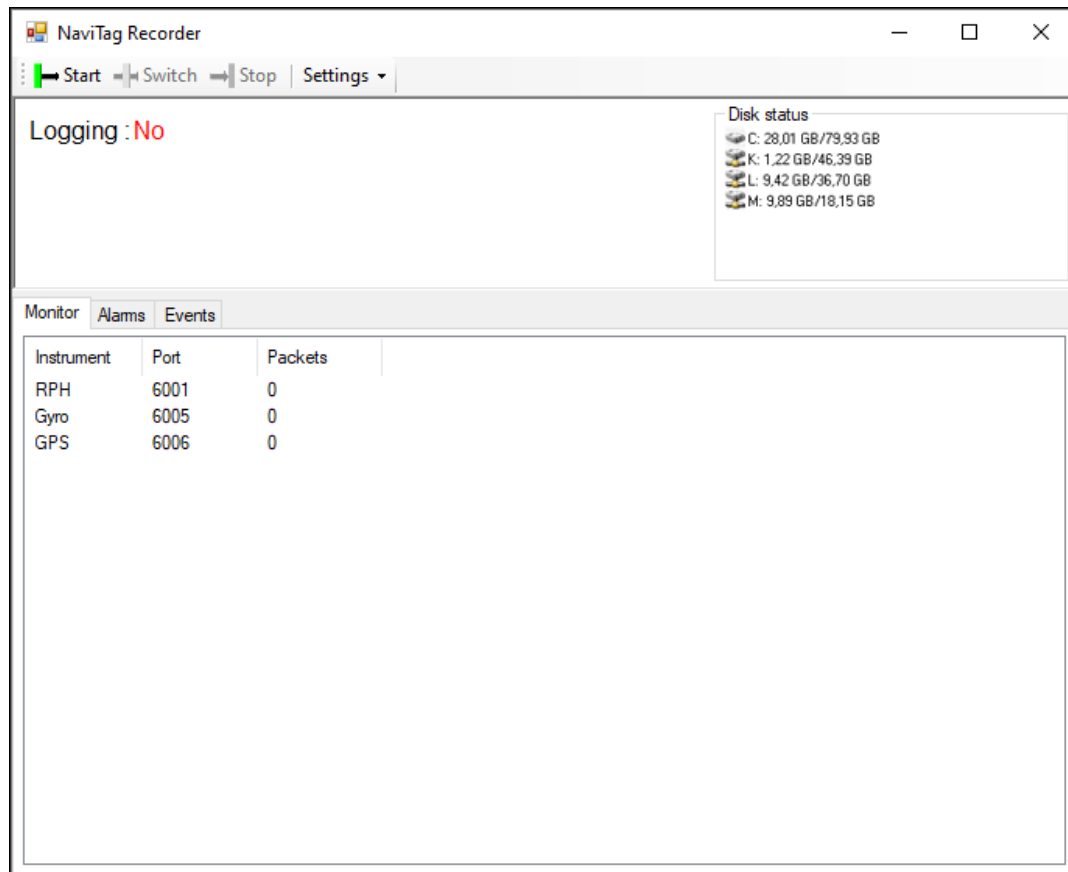 NaviTag Recorder
Start Switch Stop Settings
Logging : No
Disk status
C: 28,01 GB/79,93 GB
K: 1,22 GB/46,39 GB
L: 9,42 GB/36,70 GB
M: 9,89 GB/18,15 GB
Monitor Alarms Events
Instrument Port Packets
RPH 6001 0
Gyro 6005 0
GPS 6006 0